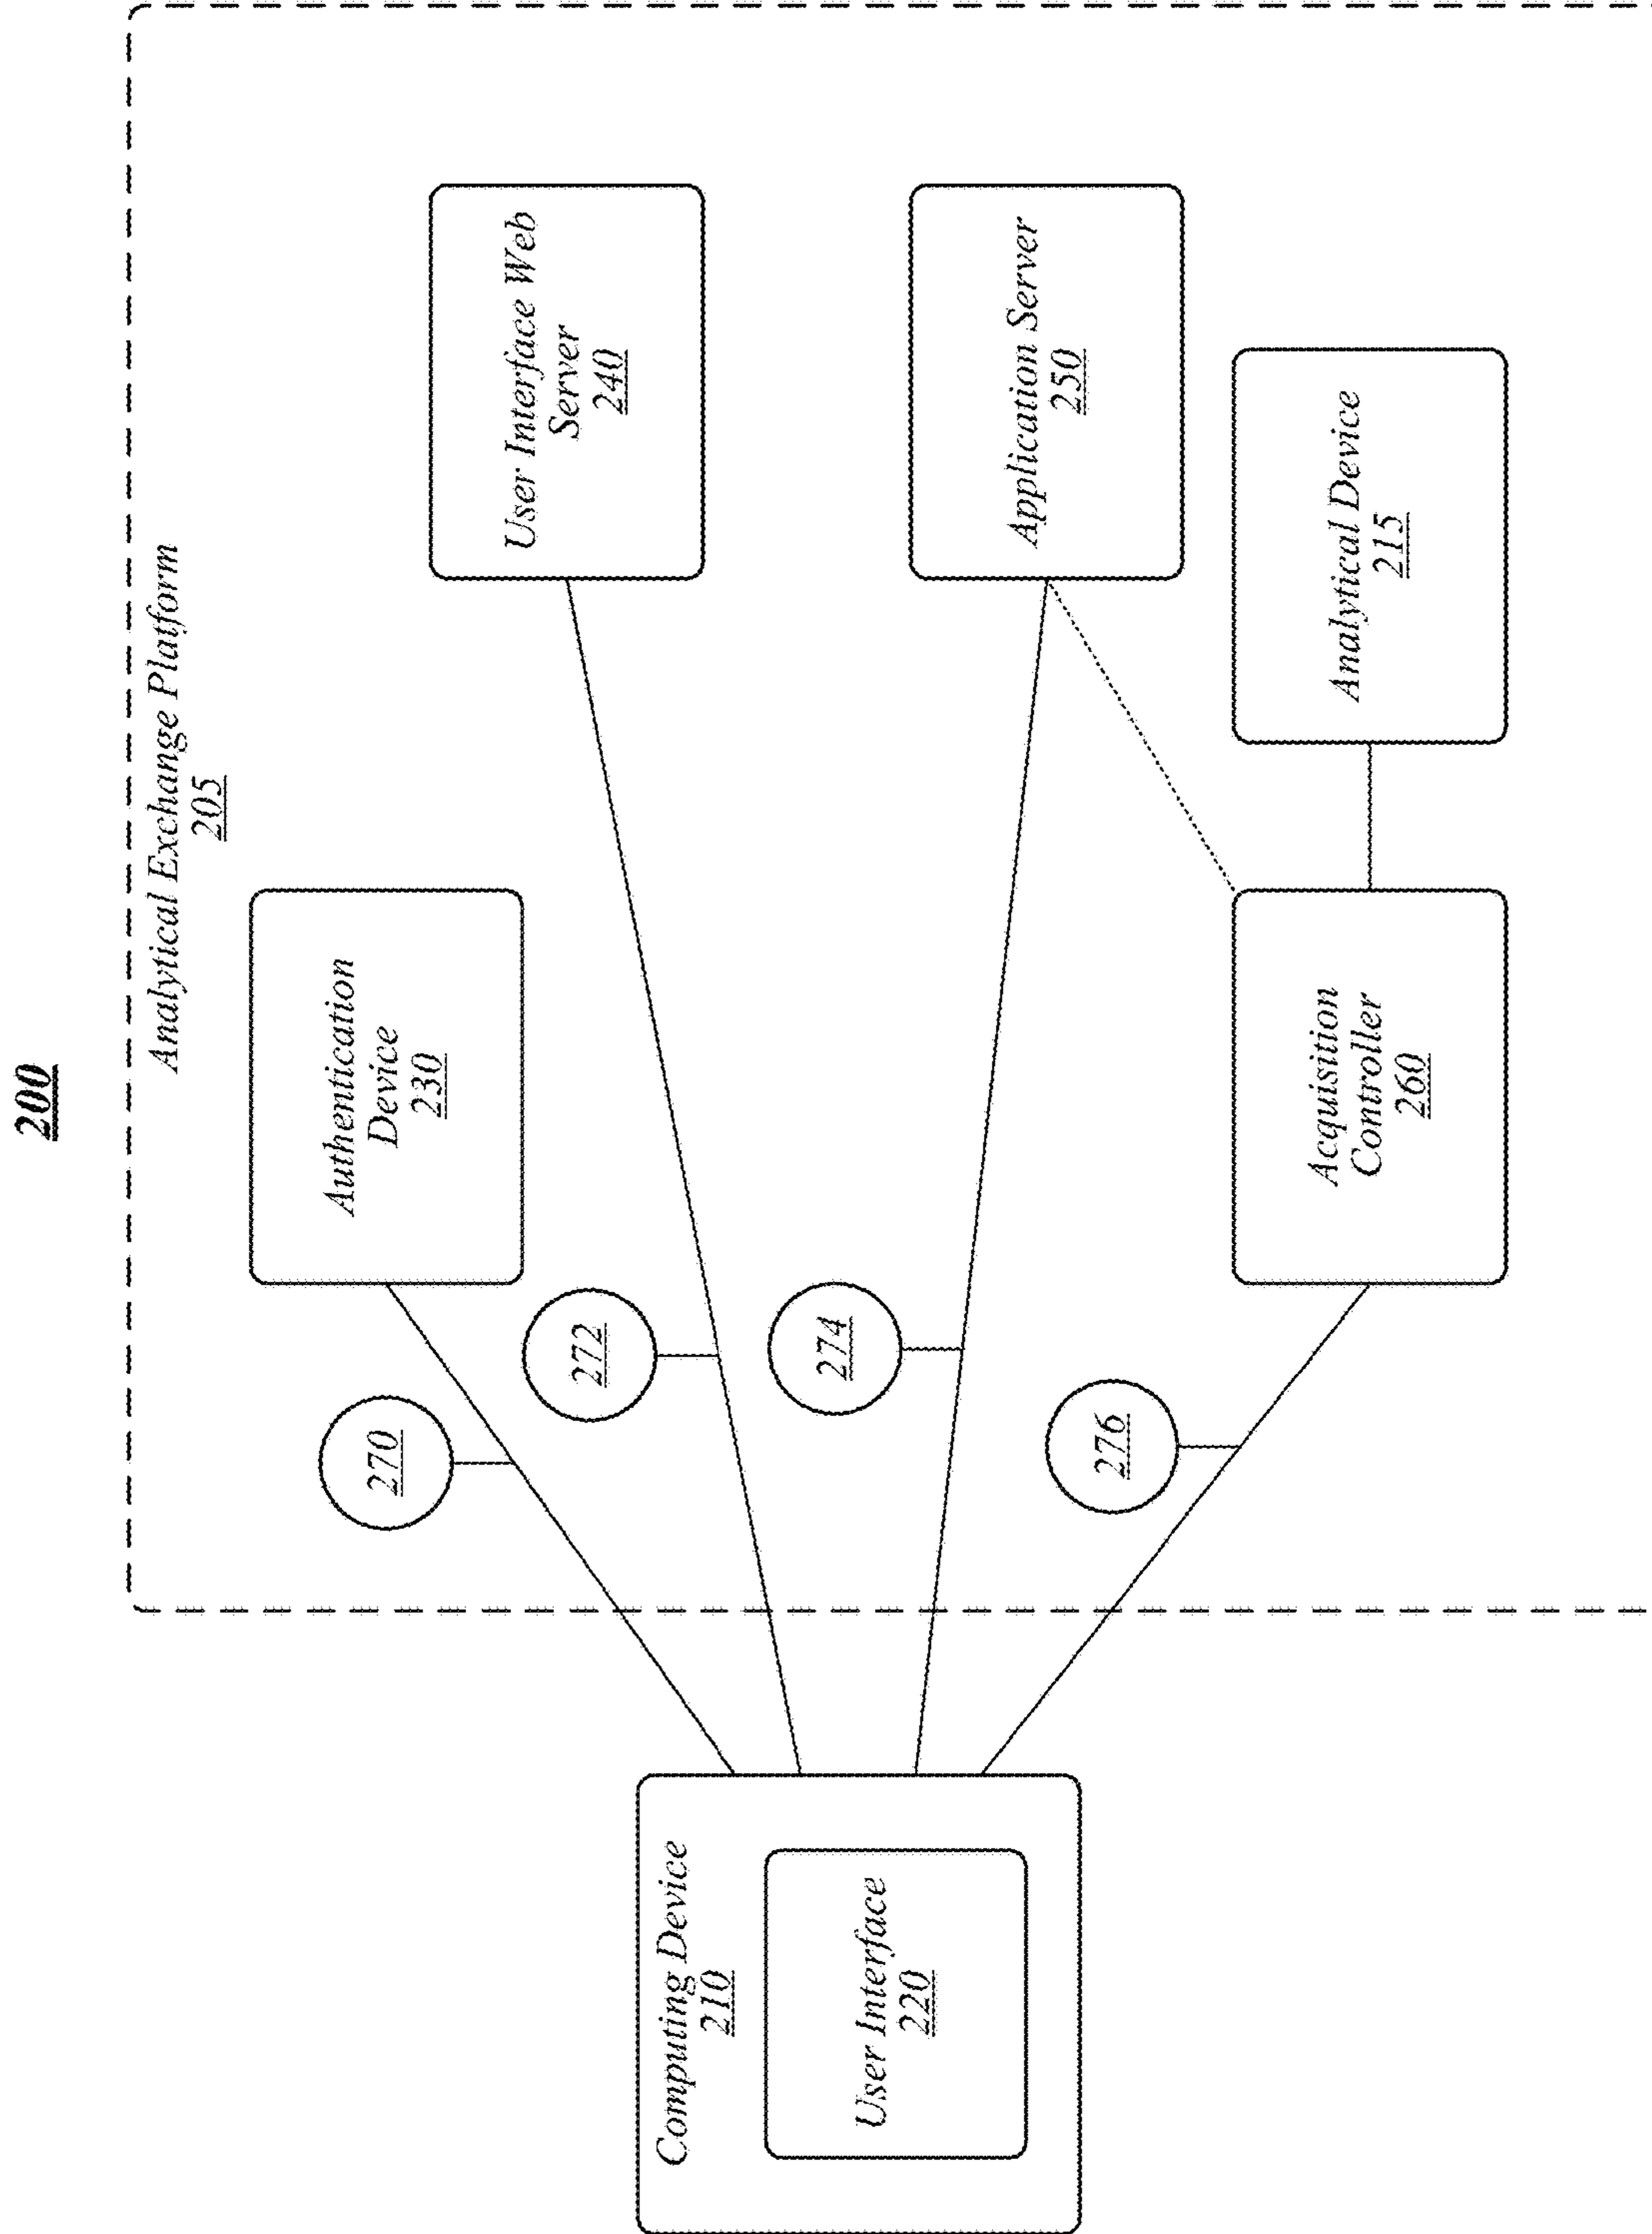 200
Analytical Exchange Platform
205
Authentication
Device
230
User Interface Web
Server
240
270
272
Computing Device
210
User Interface
220
274
Application Server
250
276
Acquisition
Controller
260
Analytical Device
215